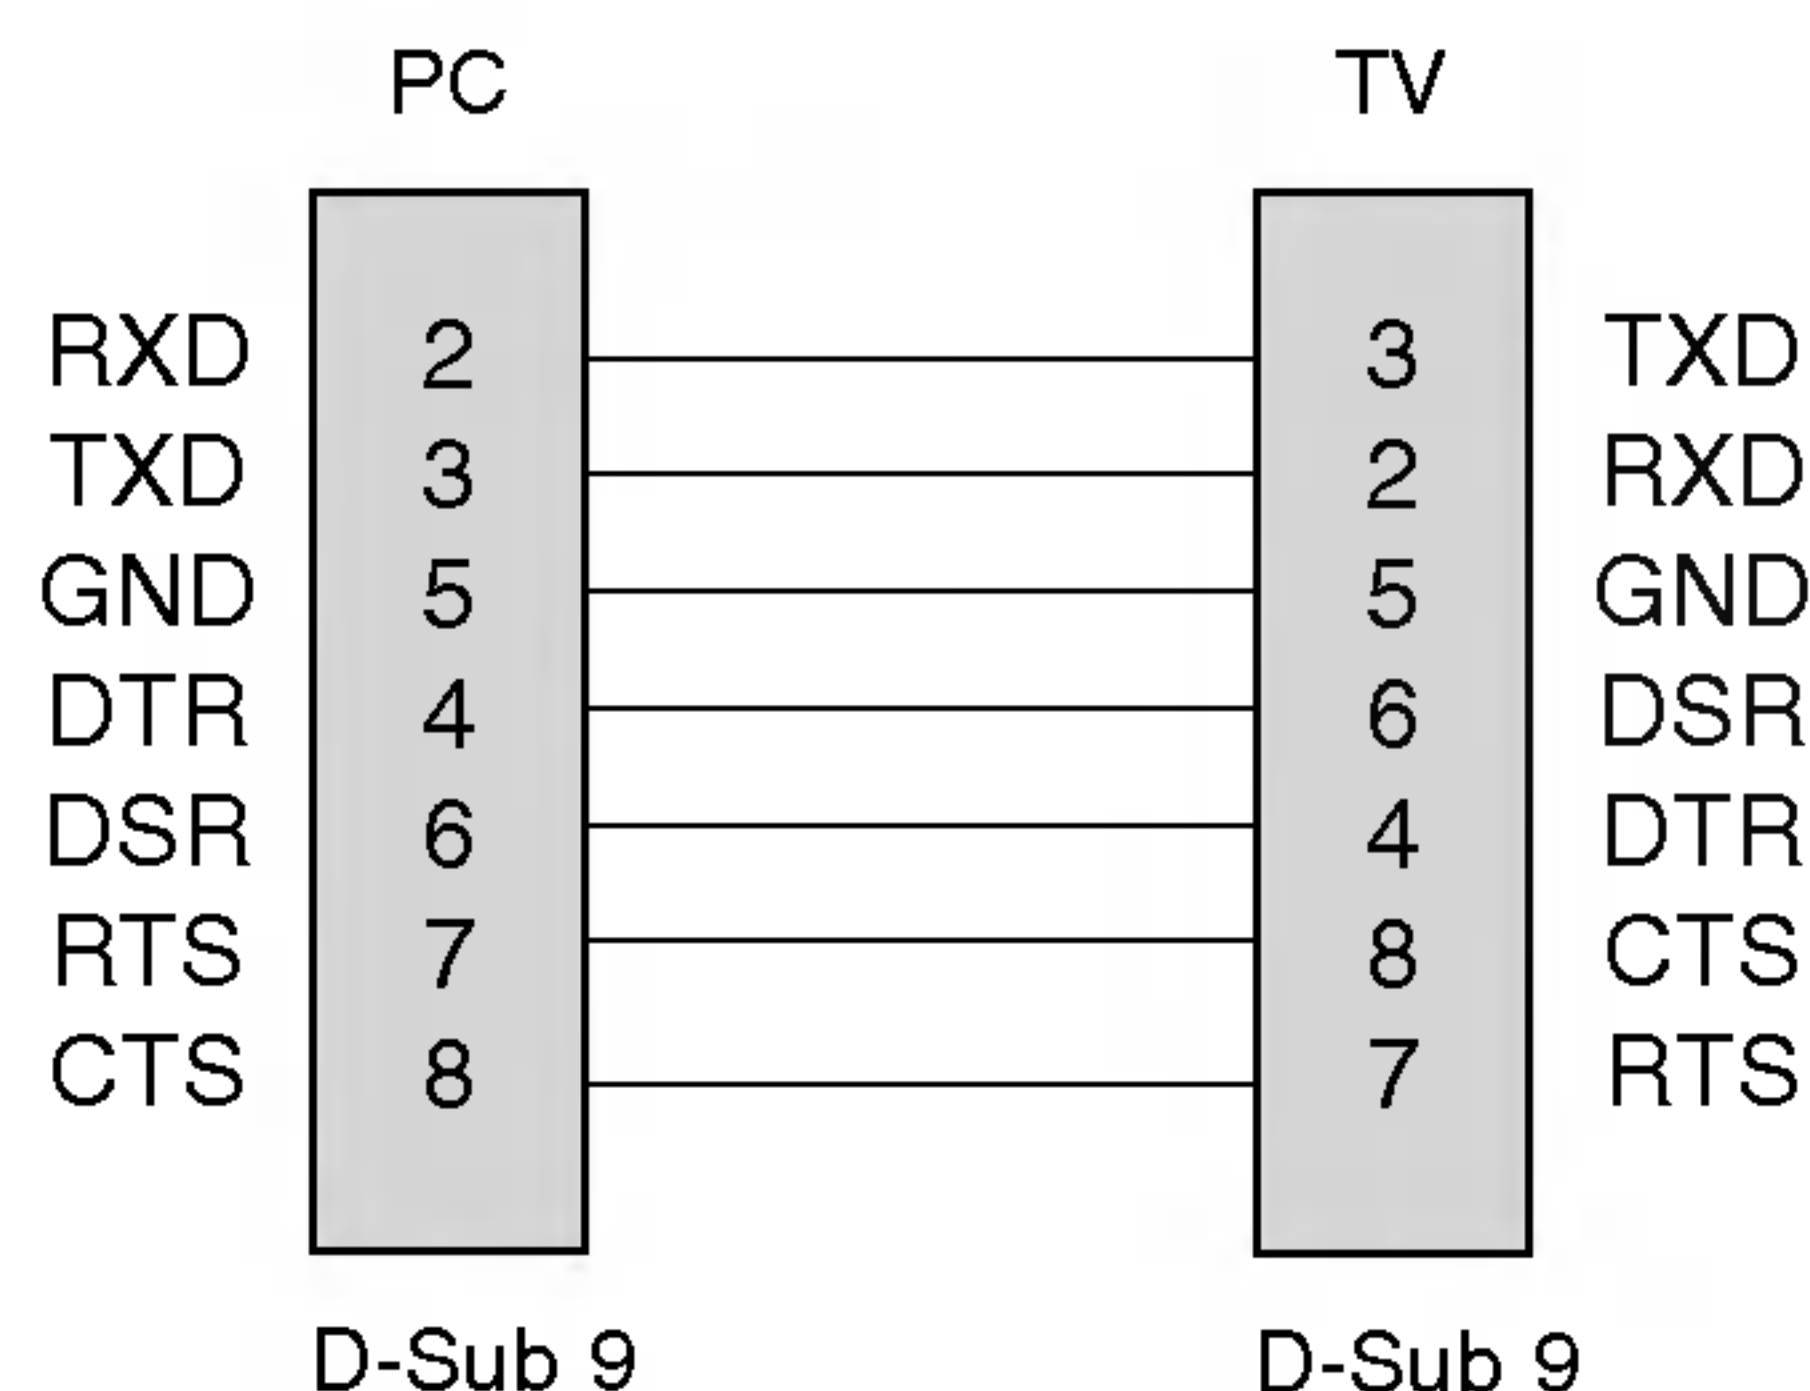 PC TV
RXD 2 3 TXD
TXD 3 2 RXD
GND 5 5 GND
DTR 4 6 DSR
DSR 6 4 DTR
RTS 7 8 CTS
CTS 8 7 RTS
D-Sub 9 D-Sub 9